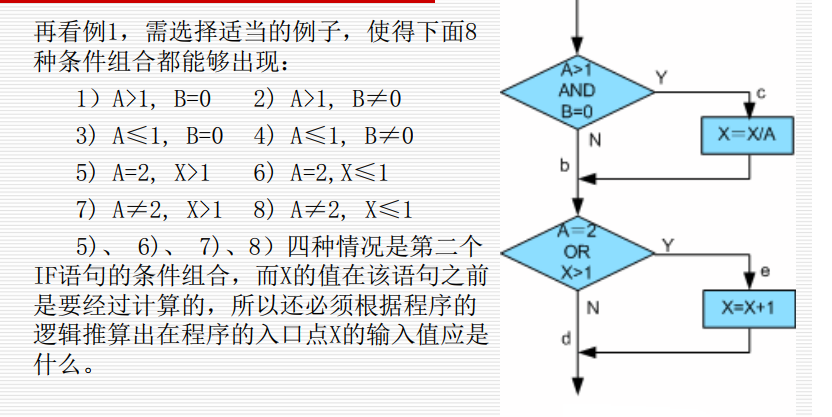 再看例1，需选择适当的例子，使得下面8
种条件组合都能够出现：
1）A>1, B=0 2) A>1, B≠0
3) A≤1, B=0 4) A≤1, B≠0
5) A=2, X>1 6) A=2,X≤1
7) A≠2, X>1 8) A≠2, X≤1
5)、 6)、 7)、8）四种情况是第二个
IF语句的条件组合，而X的值在该语句之前
是要经过计算的，所以还必须根据程序的
逻辑推算出在程序的入口点X的输入值应是
什么。
A>1
AND
B=0
Y
c
X＝X/A
N
b
A＝2
OR
X>1
Y
e
X=X+1
N
d